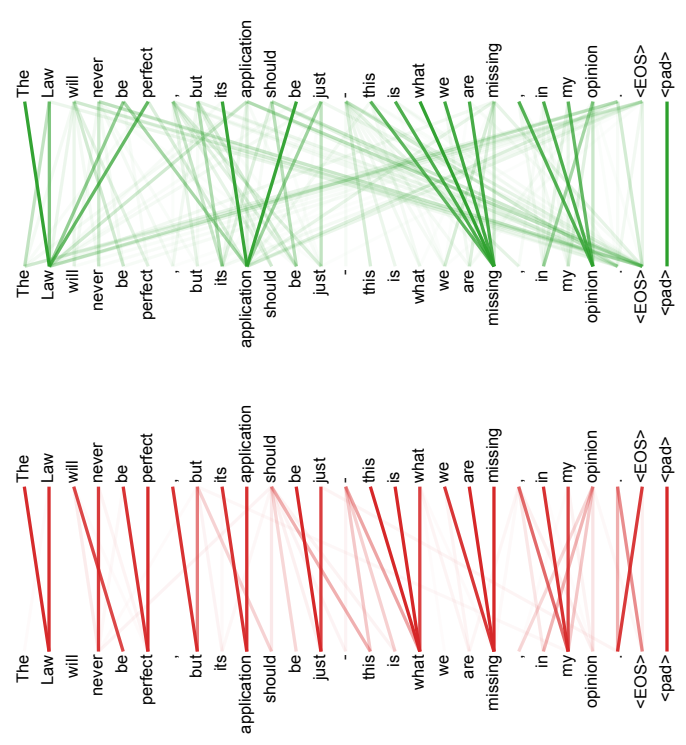 The Law will never be perfect , but its application should be just - this is what we are missing , in my opinion . <EOS> <pad>
The Law will never be perfect , but its application should be just - this is what we are missing , in my opinion . <EOS> <pad>
The Law will never be perfect , but its application should be just - this is what we are missing , in my opinion . <EOS> <pad>
The Law will never be perfect , but its application should be just - this is what we are missing , in my opinion . <EOS> <pad>